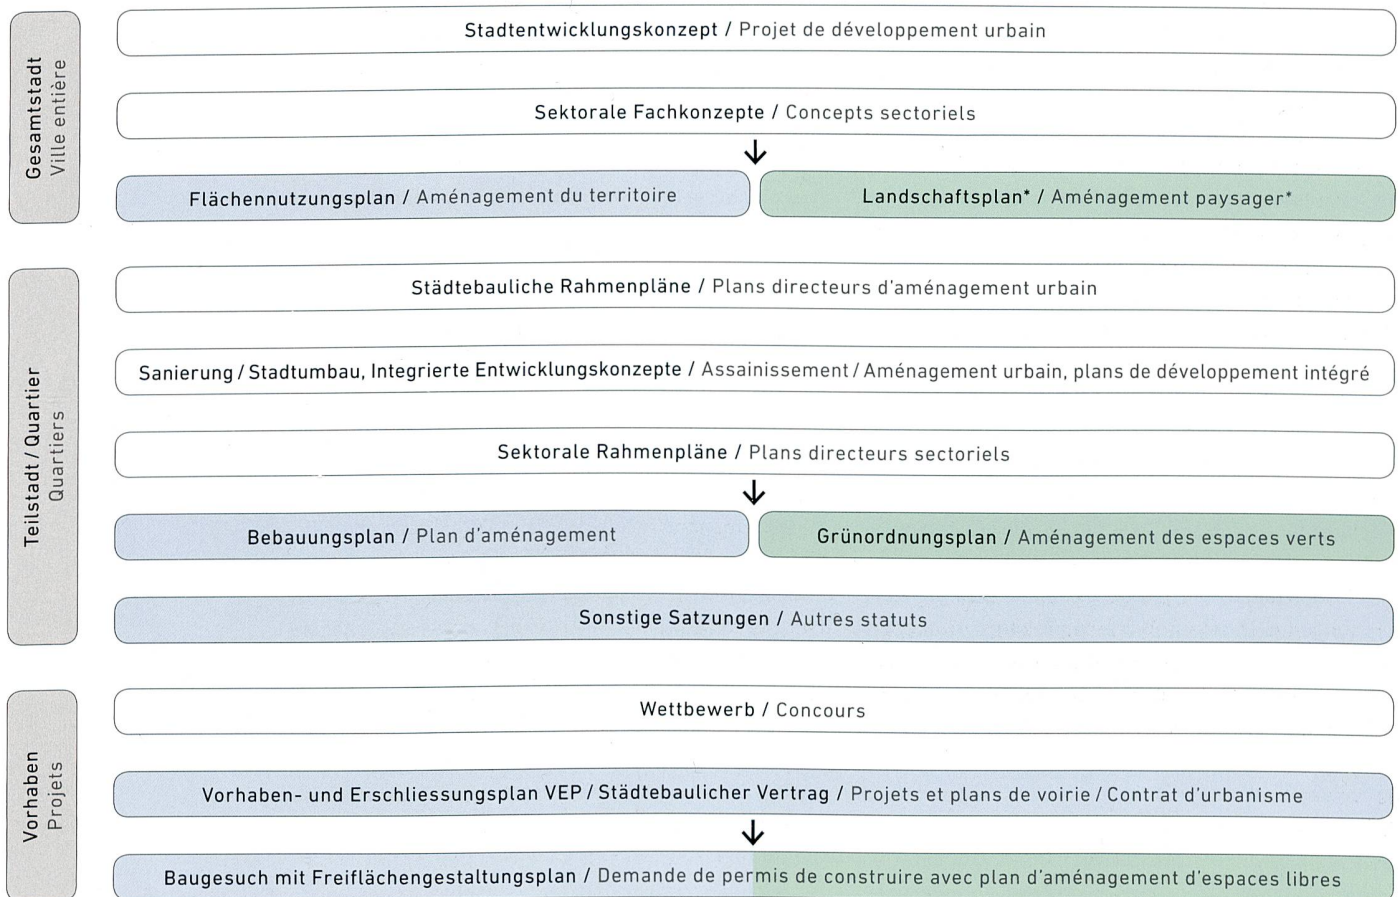 Gesamtstadt
Ville entière
Stadtentwicklungskonzept / Projet de développement urbain
Sektorale Fachkonzepte / Concepts sectoriels
Flächennutzungsplan / Aménagement du territoire
Landschaftsplan* / Aménagement paysager*
Teilstadt / Quartier
Quartiers
Städtebauliche Rahmenpläne / Plans directeurs d'aménagement urbain
Sanierung / Stadtumbau, Integrierte Entwicklungskonzepte / Assainissement / Aménagement urbain, plans de développement intégré
Sektorale Rahmenpläne / Plans directeurs sectoriels
Bebauungsplan / Plan d'aménagement
Grünordnungsplan / Aménagement des espaces verts
Sonstige Satzungen / Autres statuts
Vorhaben
Projets
Wettbewerb / Concours
Vorhaben- und Erschliessungsplan VEP / Städtebaulicher Vertrag / Projets et plans de voirie / Contrat d'urbanisme
Baugesuch mit Freiflächengestaltungsplan / Demande de permis de construire avec plan d'aménagement d'espaces libres